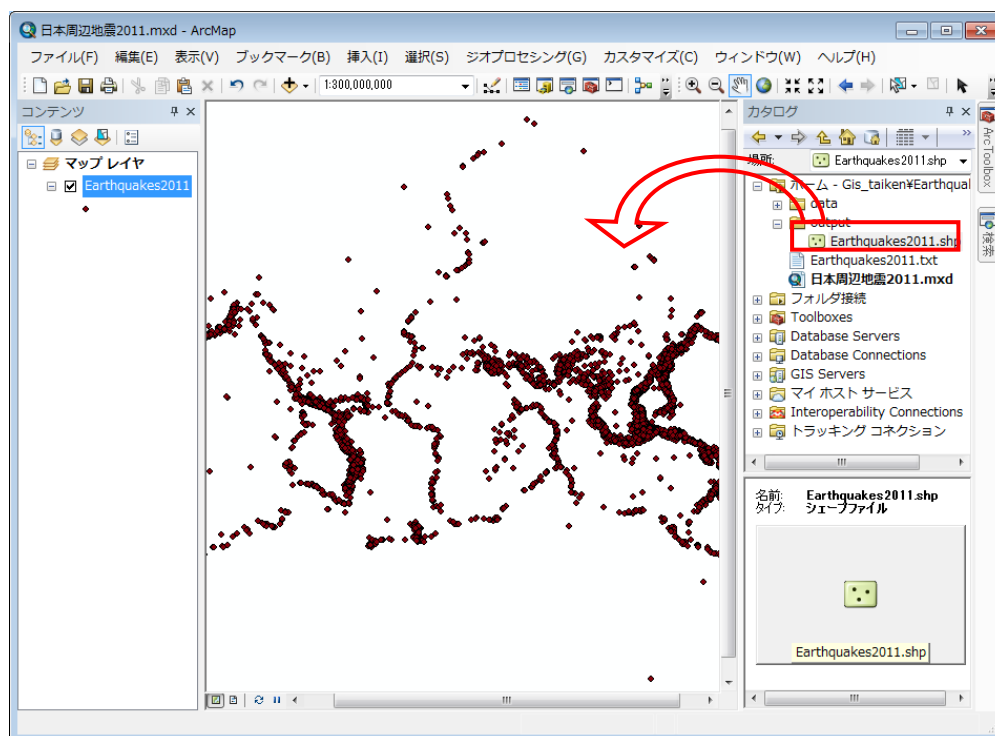 日本周辺地震2011.mxd - ArcMap
ファイル(F) 編集(E) 表示(V) ブックマーク(B) 挿入(I) 選択(S) ジオプロセシング(G) カスタマイズ(C) ウィンドウ(W) ヘルプ(H)
1:300,000,000
コンテンツ
マップ レイヤ
Earthquakes2011
カタログ
場所: Earthquakes2011.shp
ホーム - Gis_taiken¥Earthqual
data
output
Earthquakes2011.shp
Earthquakes2011.txt
日本周辺地震2011.mxd
フォルダ接続
Toolboxes
Database Servers
Database Connections
GIS Servers
マイ ホスト サービス
Interoperability Connections
トラッキング コネクション
名前: Earthquakes2011.shp
タイプ: シェープファイル
Earthquakes2011.shp
ArcToolbox
検索